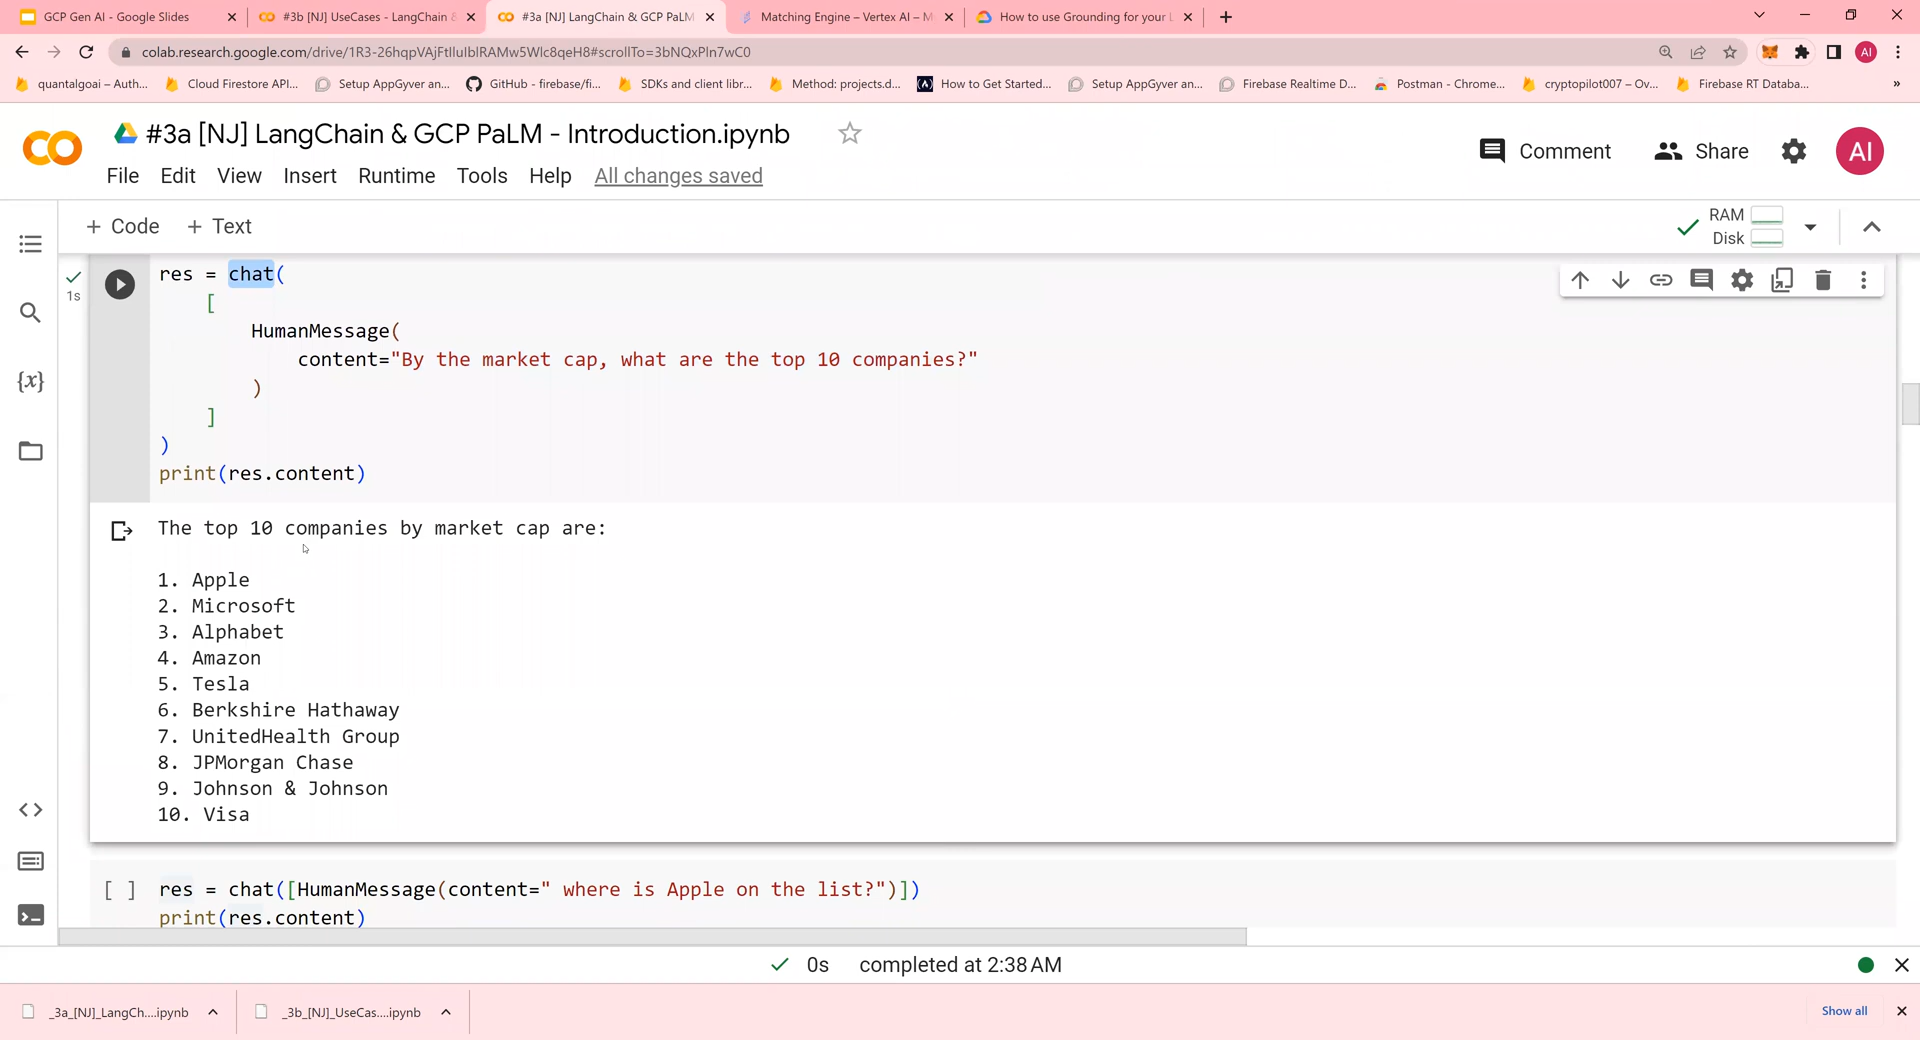 GCP Gen AI - Google Slides
#3b [NJ] UseCases - LangChain &
#3a [NJ] LangChain & GCP PaLM
Matching Engine – Vertex AI – M
How to use Grounding for your L
colab.research.google.com/drive/
quantalgoai – Auth...
Cloud Firestore API...
Setup AppGyver an...
GitHub - firebase/fi...
SDKs and client libr...
Method: projects.d...
How to Get Started...
Setup AppGyver an...
Firebase Realtime D...
Postman - Chrome...
cryptopilot007 – Ov...
Firebase RT Databa...
»
#3a [NJ] LangChain & GCP PaLM - Introduction.ipynb
Comment
Share
AI
File Edit View Insert Runtime Tools Help All changes saved
+ Code + Text
RAM
Disk
1s
res = chat(
[
HumanMessage(
content="By the market cap, what are the top 10 companies?"
)
]
)
print(res.content)
The top 10 companies by market cap are:
1. Apple
2. Microsoft
3. Alphabet
4. Amazon
5. Tesla
6. Berkshire Hathaway
7. UnitedHealth Group
8. JPMorgan Chase
9. Johnson & Johnson
10. Visa
[ ] res = chat([HumanMessage(content=" where is Apple on the list?")])
print(res.content)
0s completed at 2:38 AM
_3a_[NJ]_LangCh....ipynb
_3b_[NJ]_UseCas....ipynb
Show all